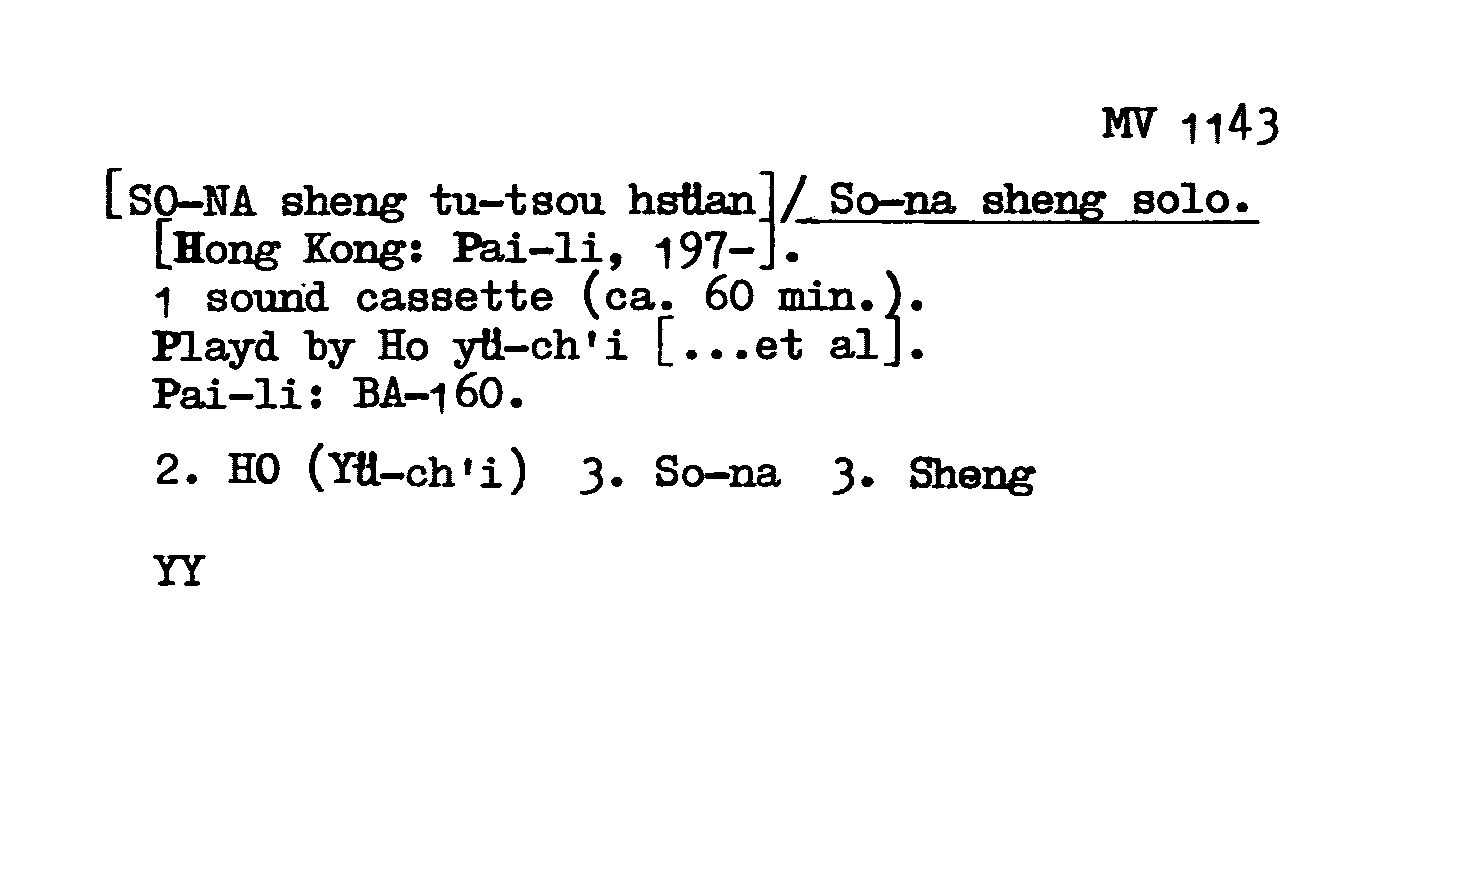 MV 1143
[SO-NA sheng tu-tsou hsüan]/ So-na sheng solo.
[Hong Kong: Pai-li, 197-].
1 sound cassette (ca. 60 min.).
Playd by Ho yü-ch'i [...et al].
Pai-li: BA-160.
2. HO (Yü-ch'i) 3. So-na 3. Sheng
YY